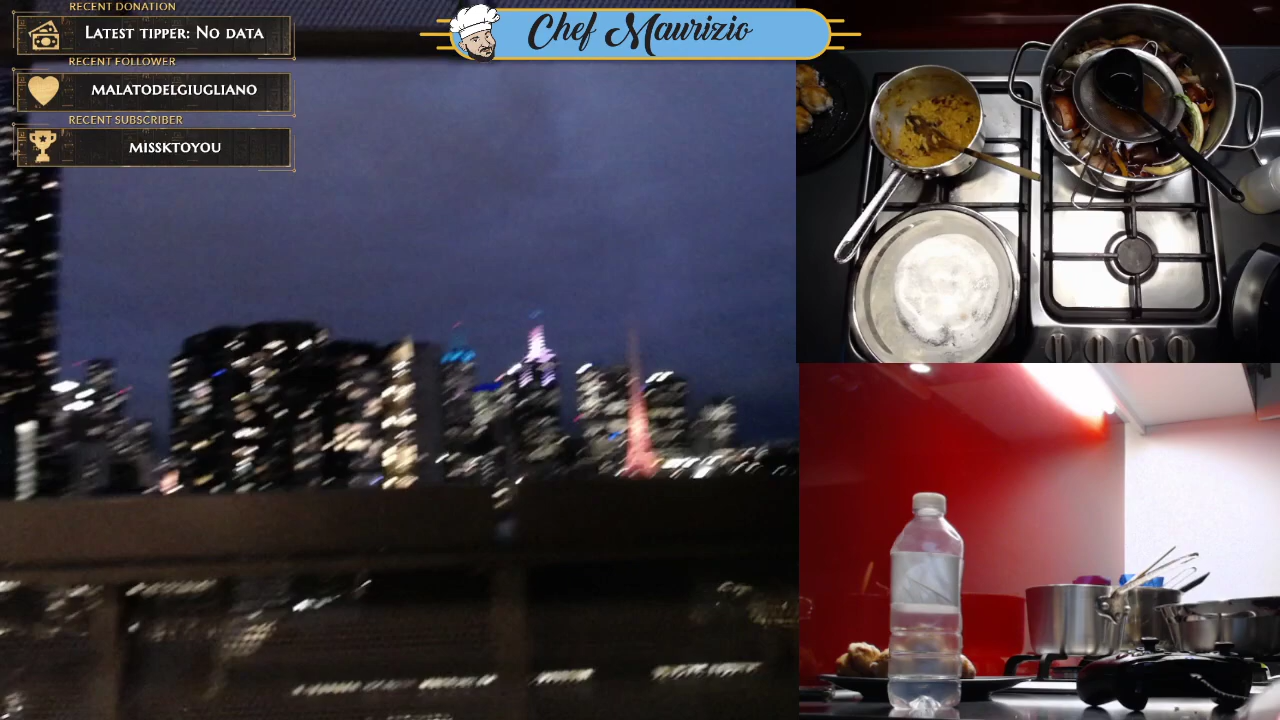 RECENT DONATION
LATEST TIPPER: NO DATA
RECENT FOLLOWER
MALATODELGIUGLIANO
RECENT SUBSCRIBER
MISSKTOYOU
Chef Maurizio